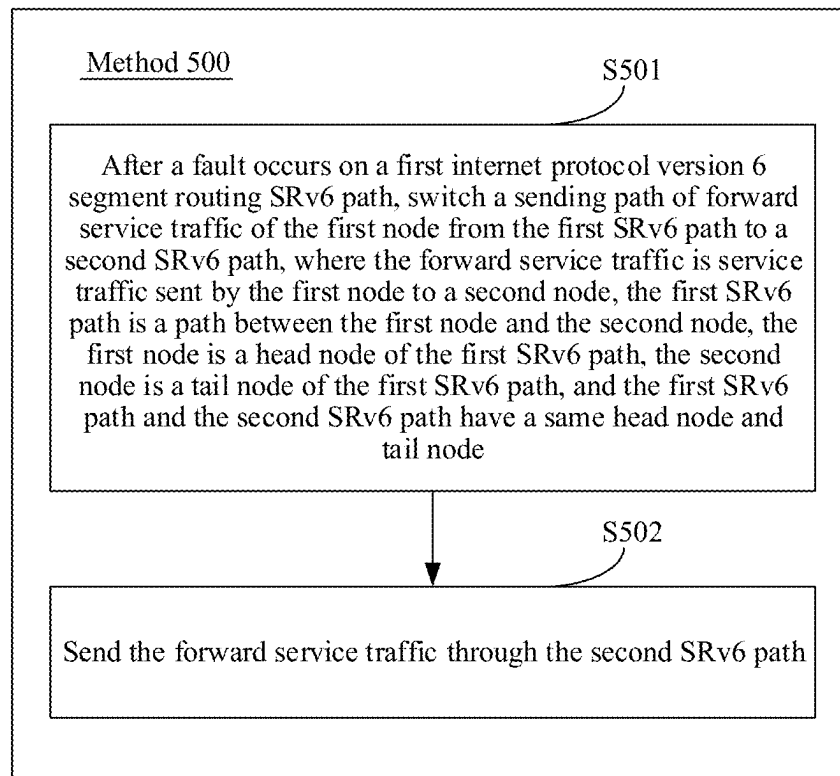 Method 500
S501
After a fault occurs on a first internet protocol version 6
segment routing SRv6 path, switch a sending path of forward
service traffic of the first node from the first SRv6 path to a
second SRv6 path, where the forward service traffic is service
traffic sent by the first node to a second node, the first SRv6
path is a path between the first node and the second node, the
first node is a head node of the first SRv6 path, the second
node is a tail node of the first SRv6 path, and the first SRv6
path and the second SRv6 path have a same head node and
tail node
S502
Send the forward service traffic through the second SRv6 path